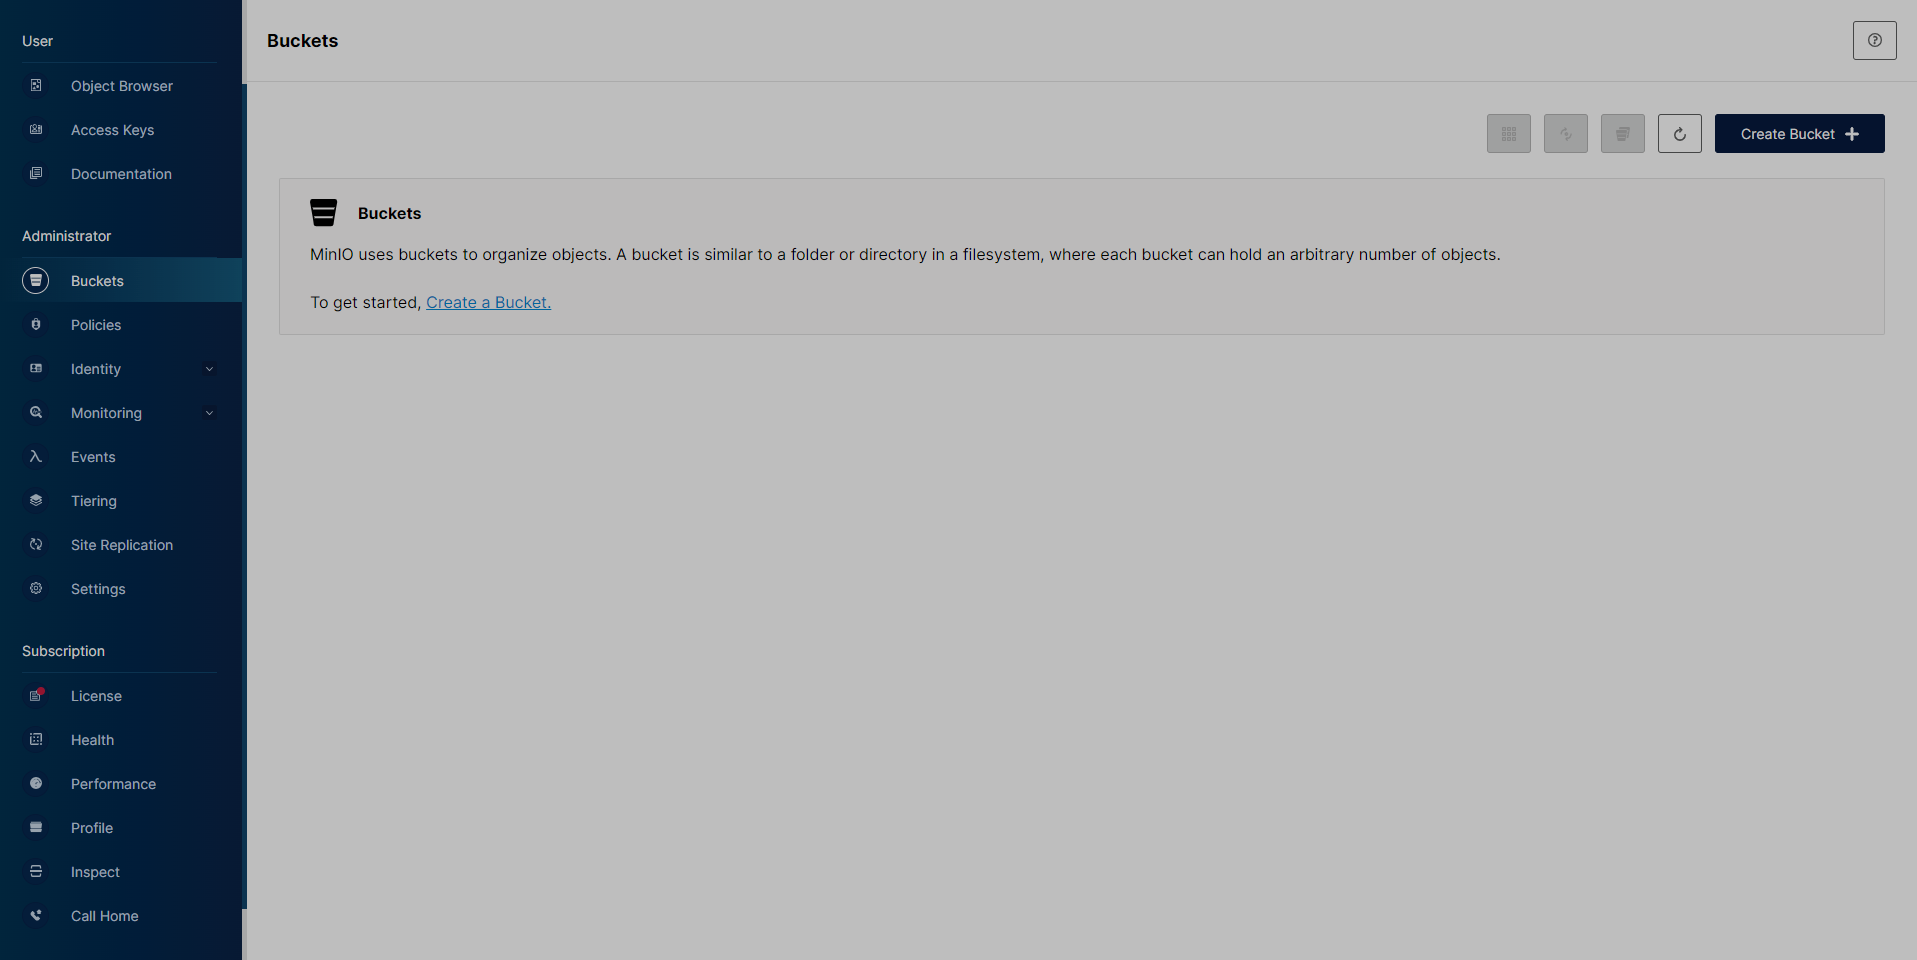 User
Object Browser
Access Keys
Documentation
Administrator
Buckets
Policies
Identity
Monitoring
Events
Tiering
Site Replication
Settings
Subscription
License
Health
Performance
Profile
Inspect
Call Home
Buckets
Create Bucket
Buckets
MinIO uses buckets to organize objects. A bucket is similar to a folder or directory in a filesystem, where each bucket can hold an arbitrary number of objects.
To get started, Create a Bucket.